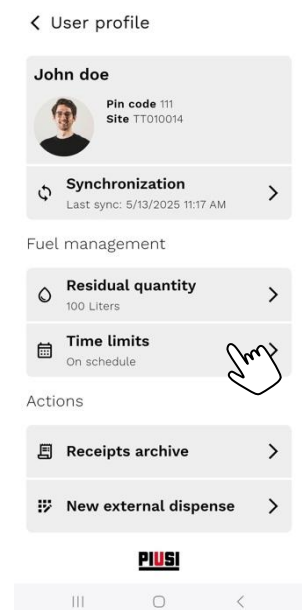 User profile
John doe
Pin code 111
Site TT010014
Synchronization
Last sync: 5/13/2025 11:17 AM
Fuel management
Residual quantity
100 Liters
Time limits
On schedule
Actions
Receipts archive
New external dispense
PIUSI